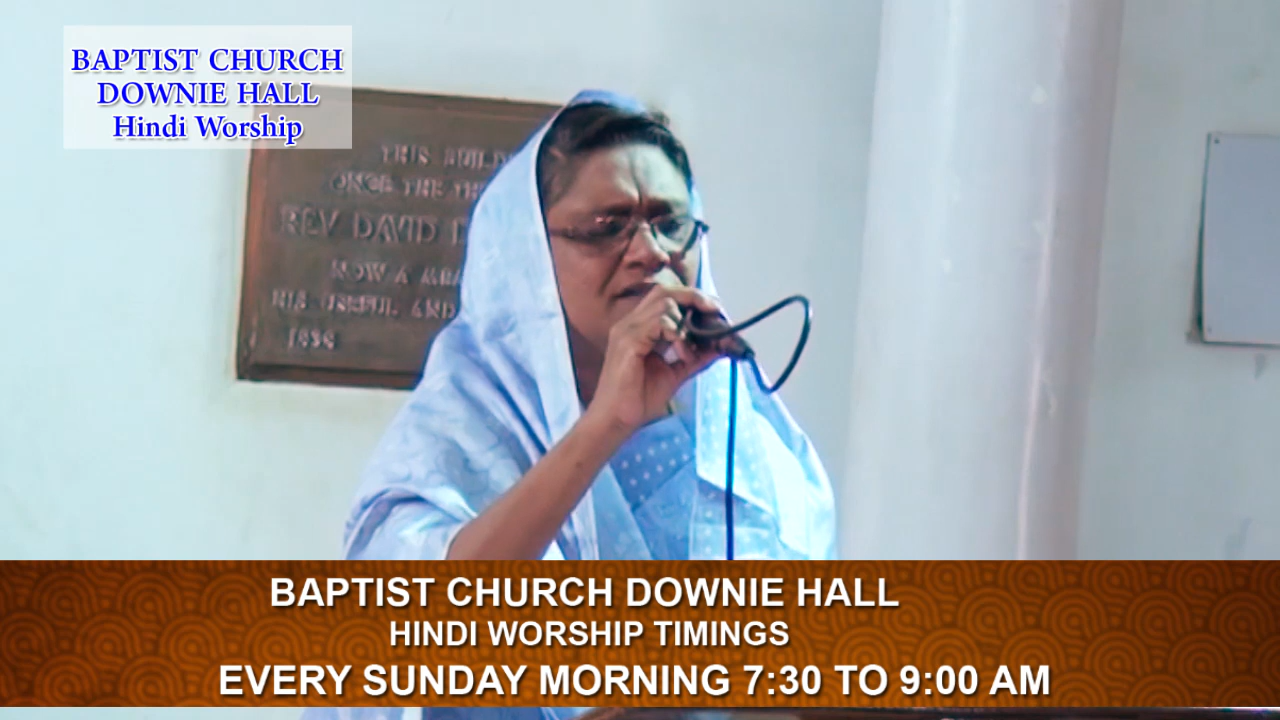 BAPTIST CHURCH
DOWNIE HALL
Hindi Worship
THIS
ONCE THE
REV DAVID
NOW A
HIS USEFUL AND
BAPTIST CHURCH DOWNIE HALL
HINDI WORSHIP TIMINGS
EVERY SUNDAY MORNING 7:30 TO 9:00 AM